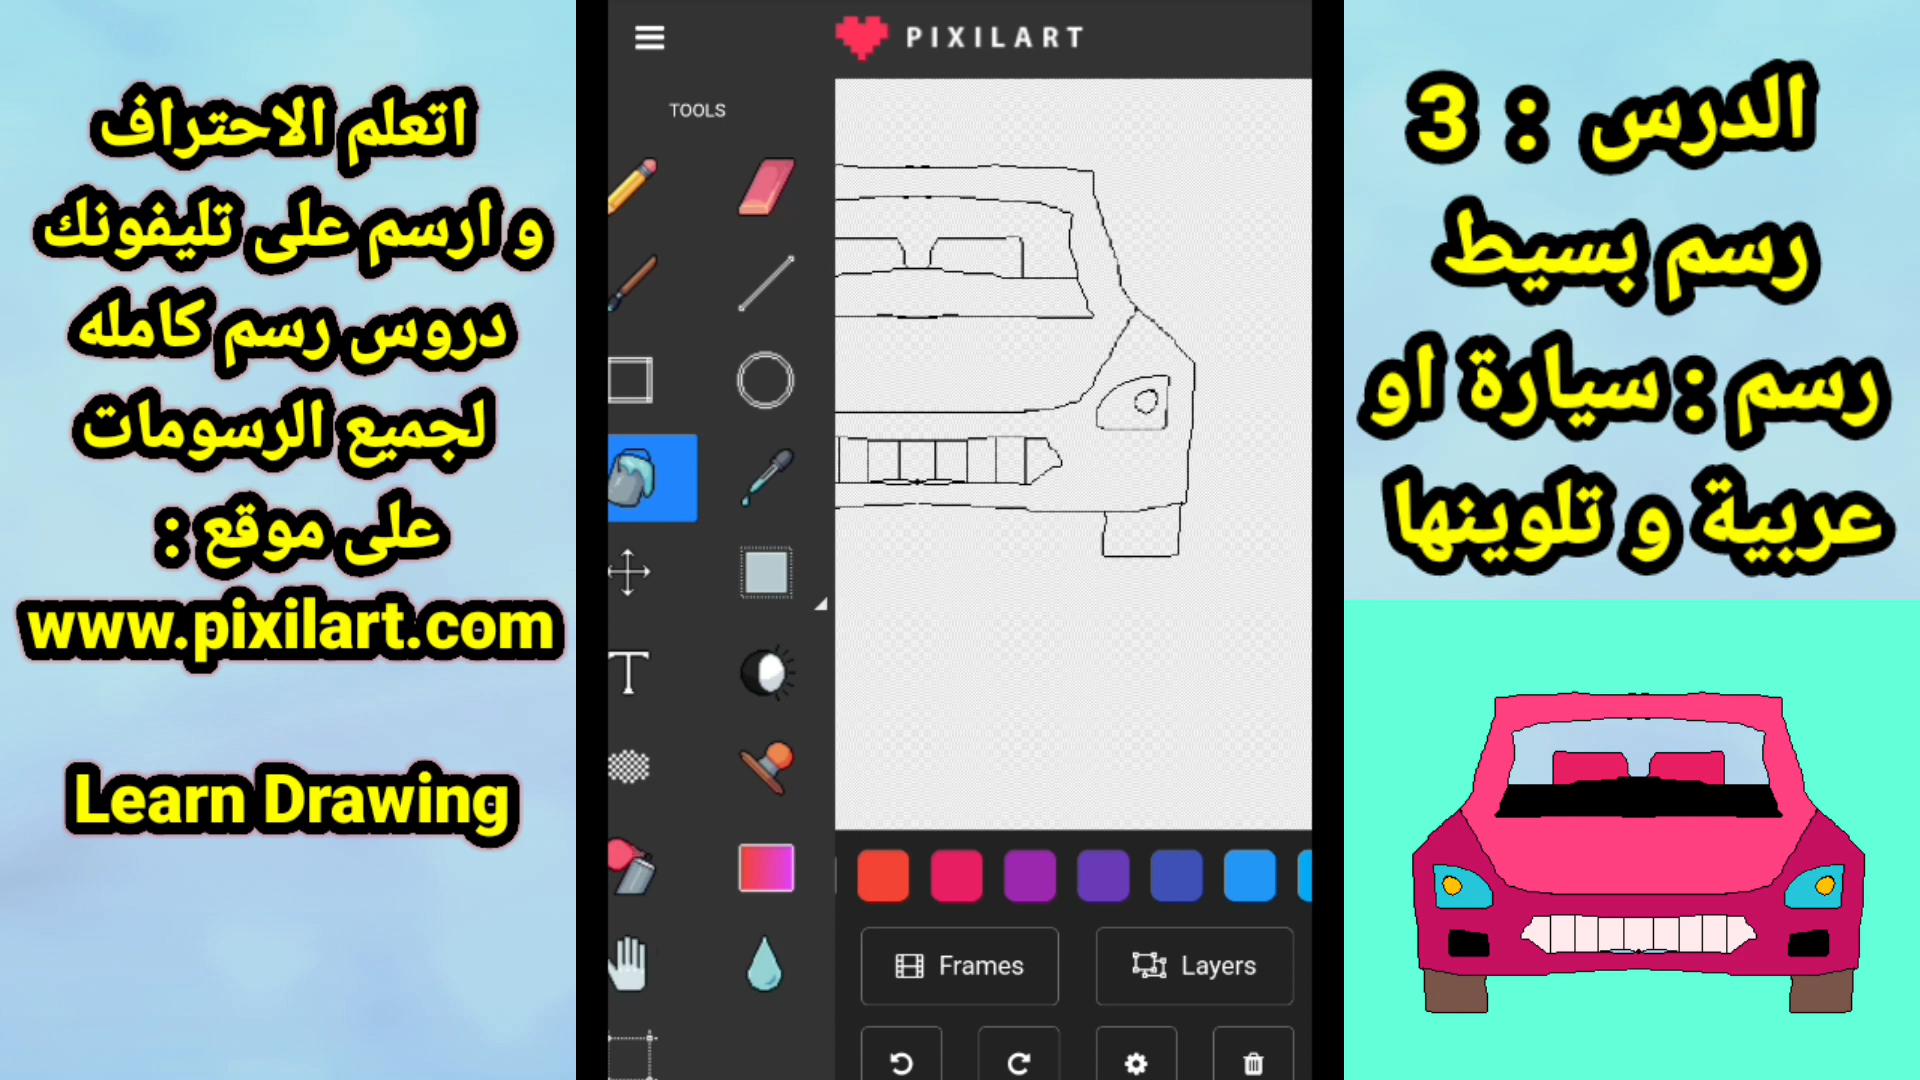 اتعلم الاحتراف
و ارسم على تليفونك
دروس رسم كامله
لجميع الرسومات
على موقع :
www.pixilart.com
Learn Drawing
PIXILART
TOOLS
Frames
Layers
الدرس : 3
رسم بسيط
رسم : سيارة او
عربية و تلوينها